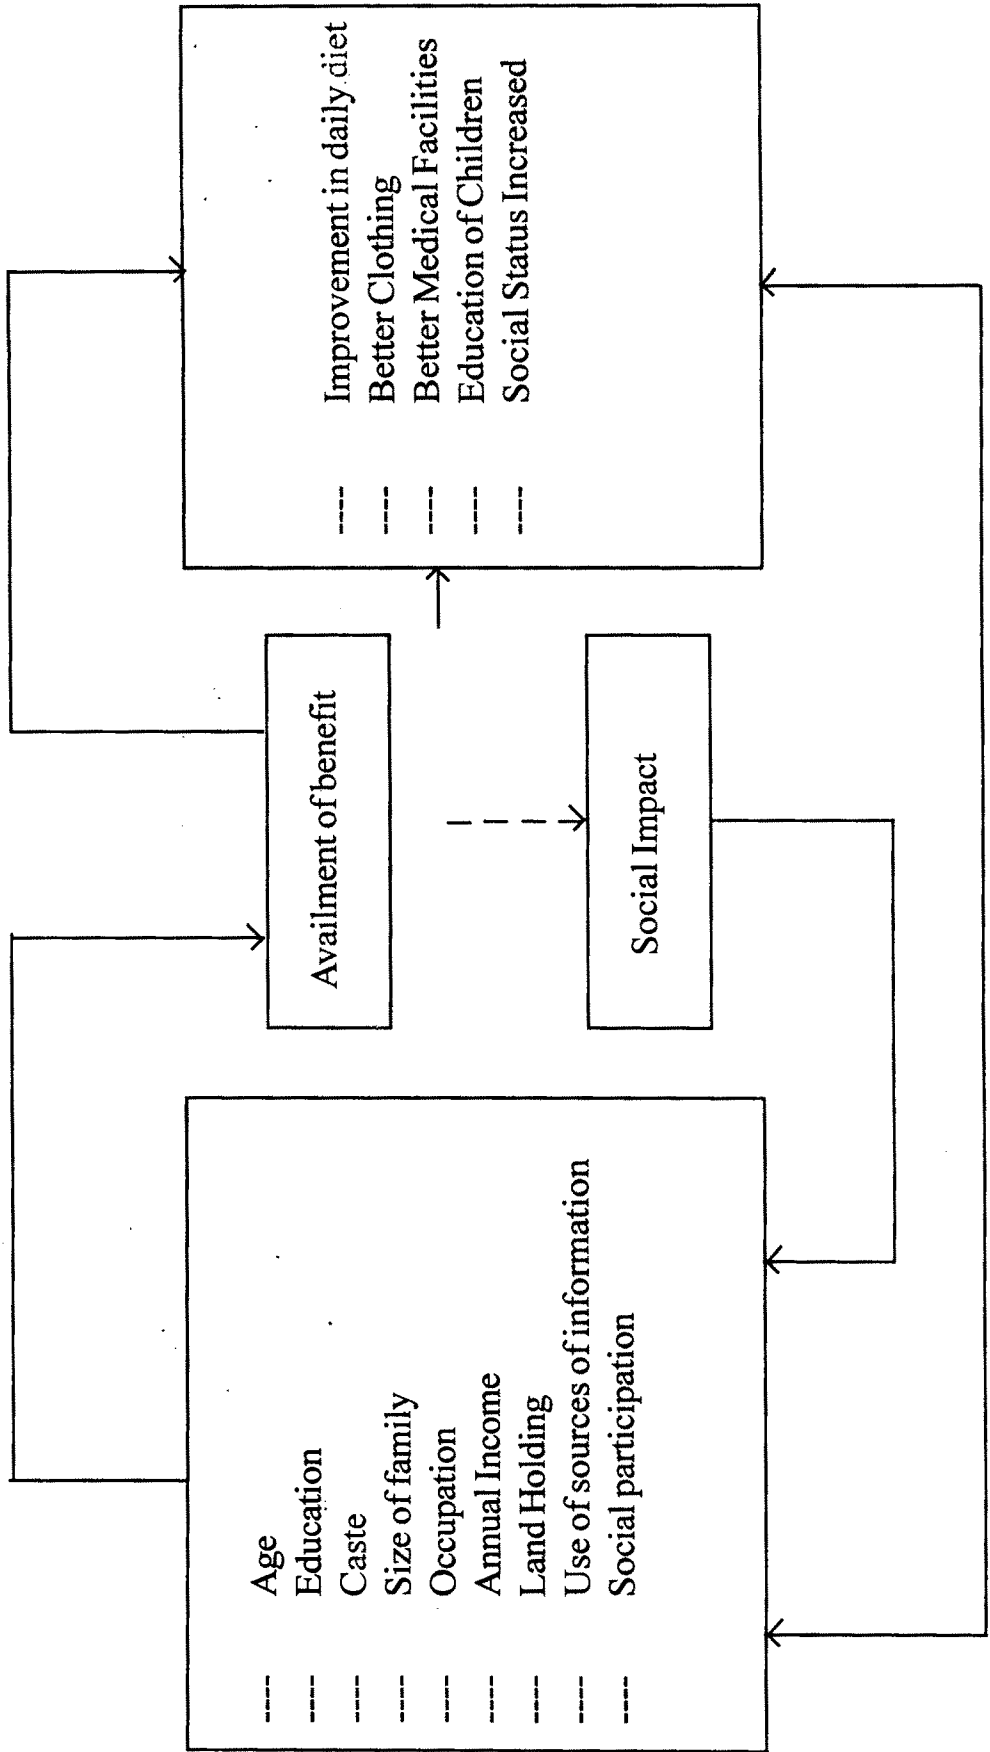 ---- Age
---- Education
---- Caste
---- Size of family
---- Occupation
---- Annual Income
---- Land Holding
---- Use of sources of information
---- Social participation
Availment of benefit
Social Impact
---- Improvement in daily diet
---- Better Clothing
---- Better Medical Facilities
---- Education of Children
---- Social Status Increased